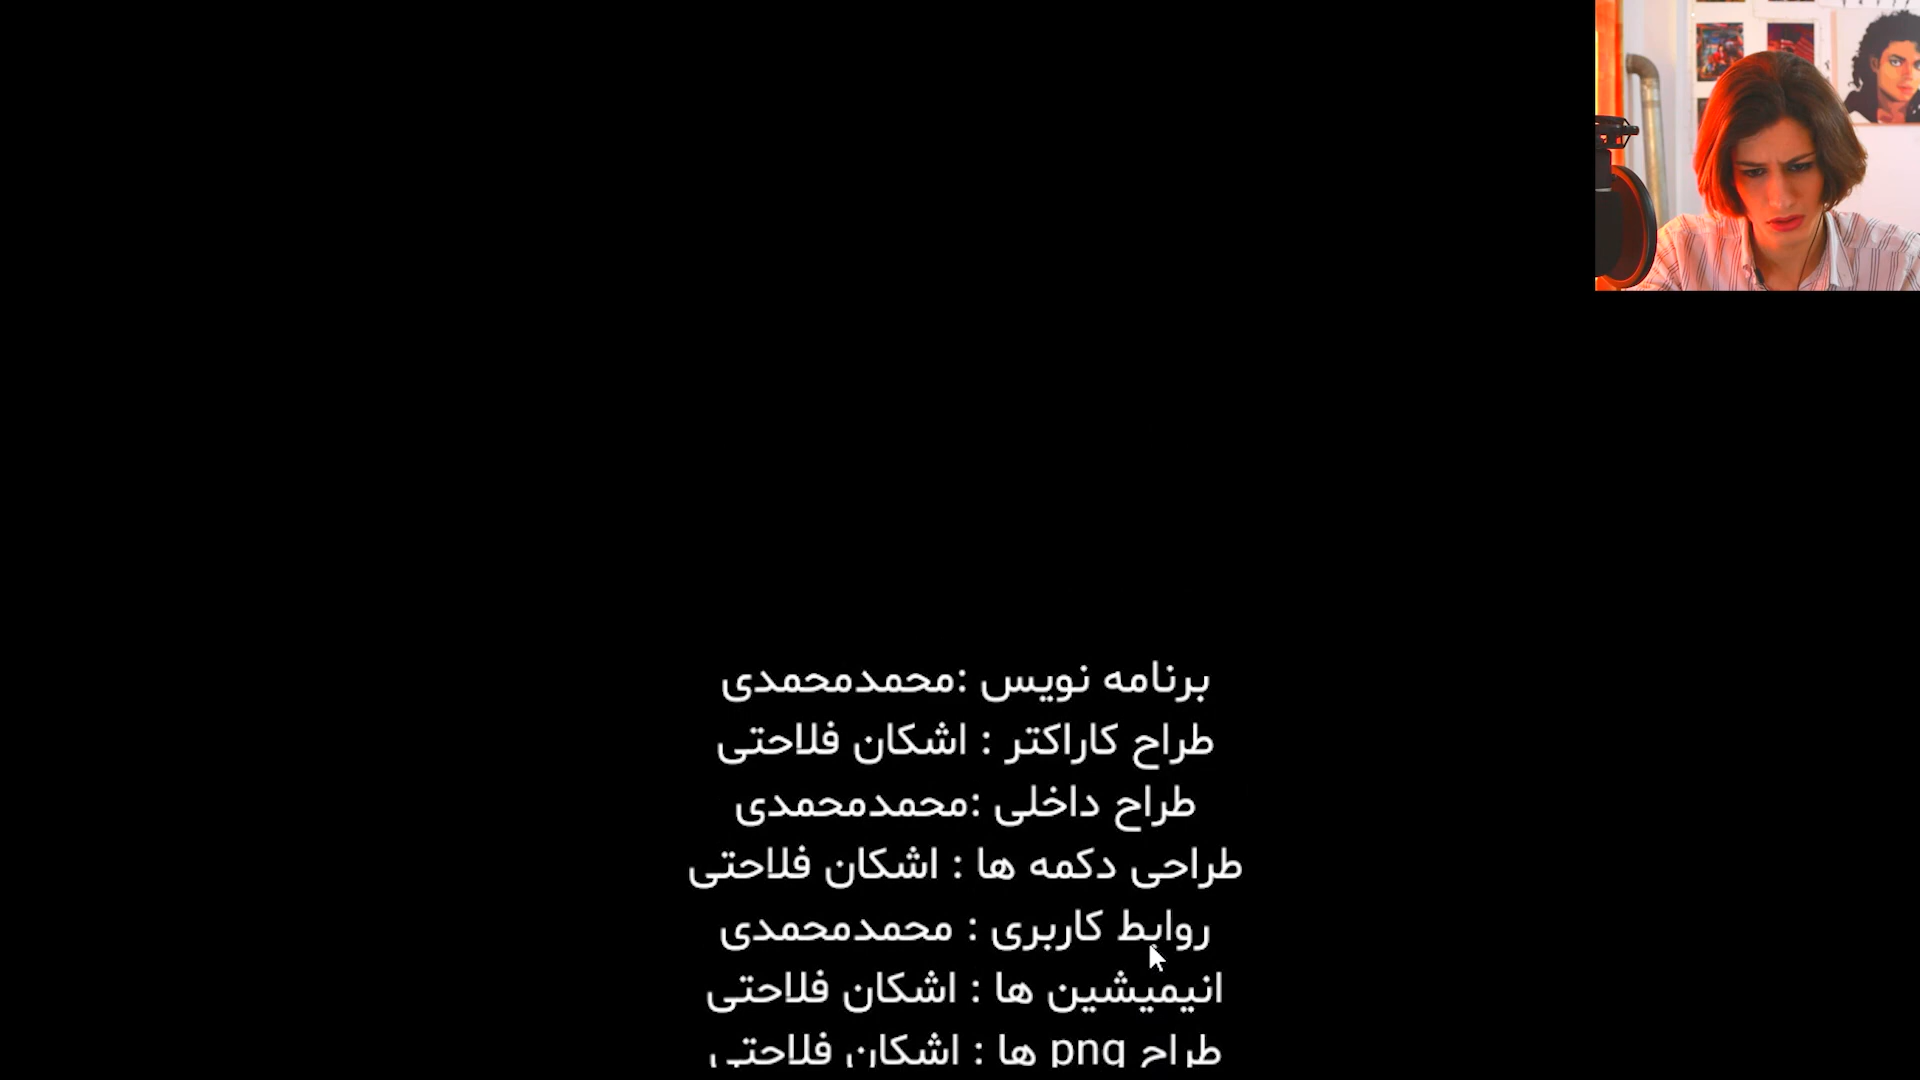 برنامه نویس :محمدمحمدی
طراح کاراکتر : اشکان فلاحتی
طراح داخلی :محمدمحمدی
طراحی دکمه ها : اشکان فلاحتی
روابط کاربری : محمدمحمدی
انیمیشین ها : اشکان فلاحتی
طراح png ها : اشکان فلاحتی